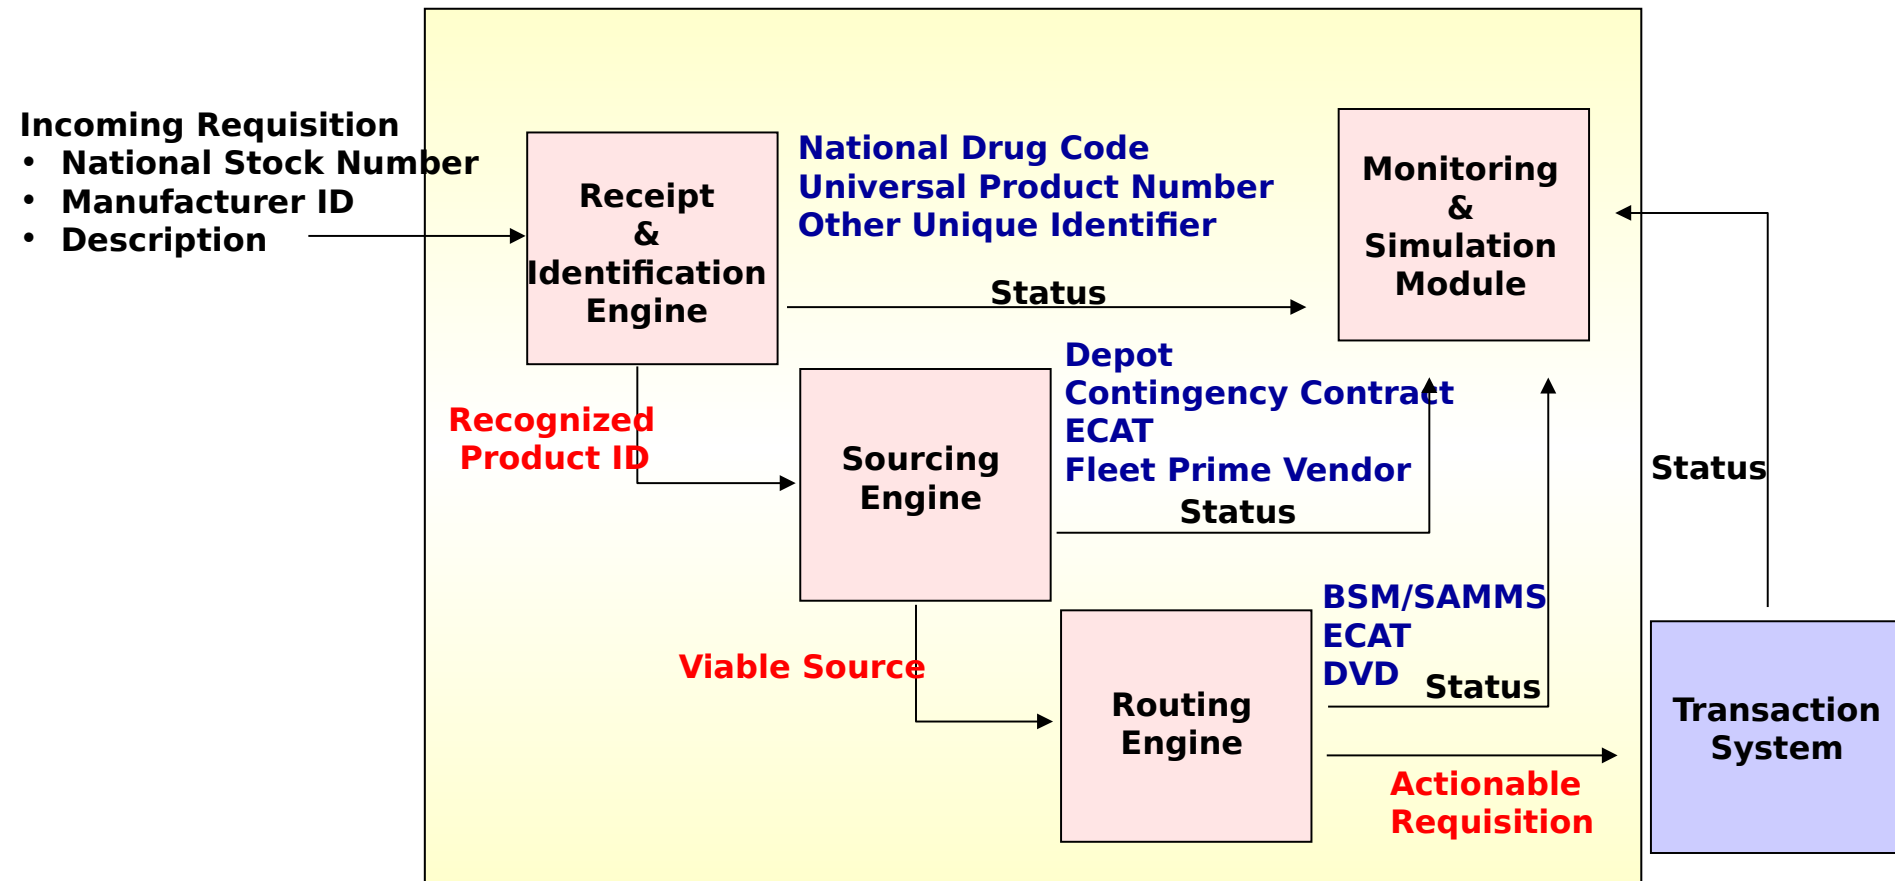 Incoming Requisition
• National Stock Number
• Manufacturer ID
• Description
Receipt
&
Identification
Engine
National Drug Code
Universal Product Number
Other Unique Identifier
Status
Monitoring
&
Simulation
Module
Recognized
Product ID
Sourcing
Engine
Depot
Contingency Contract
ECAT
Fleet Prime Vendor
Status
Status
Viable Source
Routing
Engine
BSM/SAMMS
ECAT
DVD
Status
Actionable
Requisition
Transaction
System